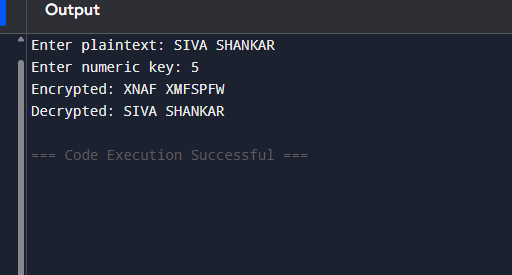 Output
Enter plaintext: SIVA SHANKAR
Enter numeric key: 5
Encrypted: XNAF XMFSPFW
Decrypted: SIVA SHANKAR
=== Code Execution Successful ===